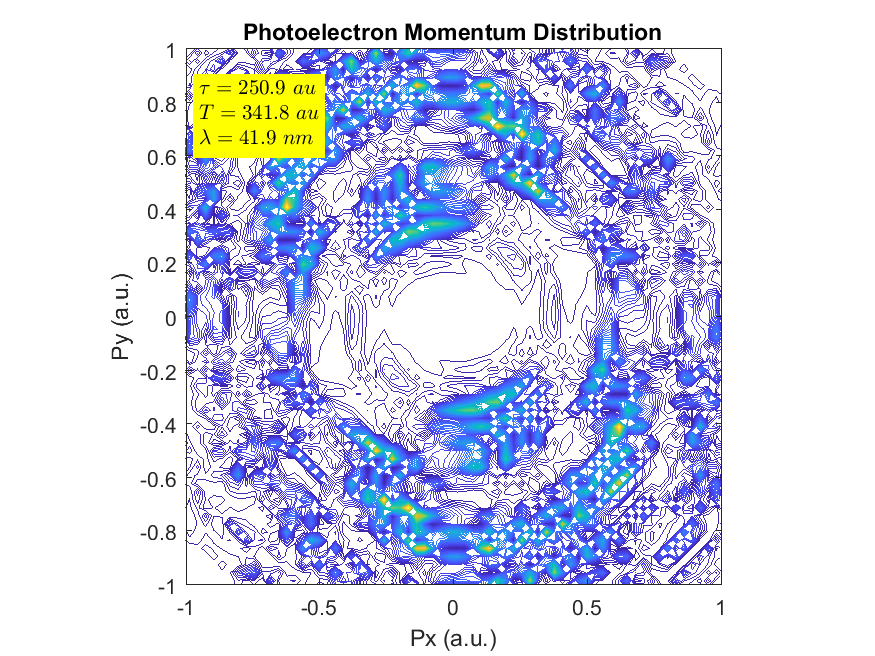 Photoelectron Momentum Distribution
τ = 250.9 au
T = 341.8 au
λ = 41.9 nm
1
0.8
0.6
0.4
0.2
0
-0.2
-0.4
-0.6
-0.8
-1
Py (a.u.)
-1 -0.5 0 0.5 1
Px (a.u.)